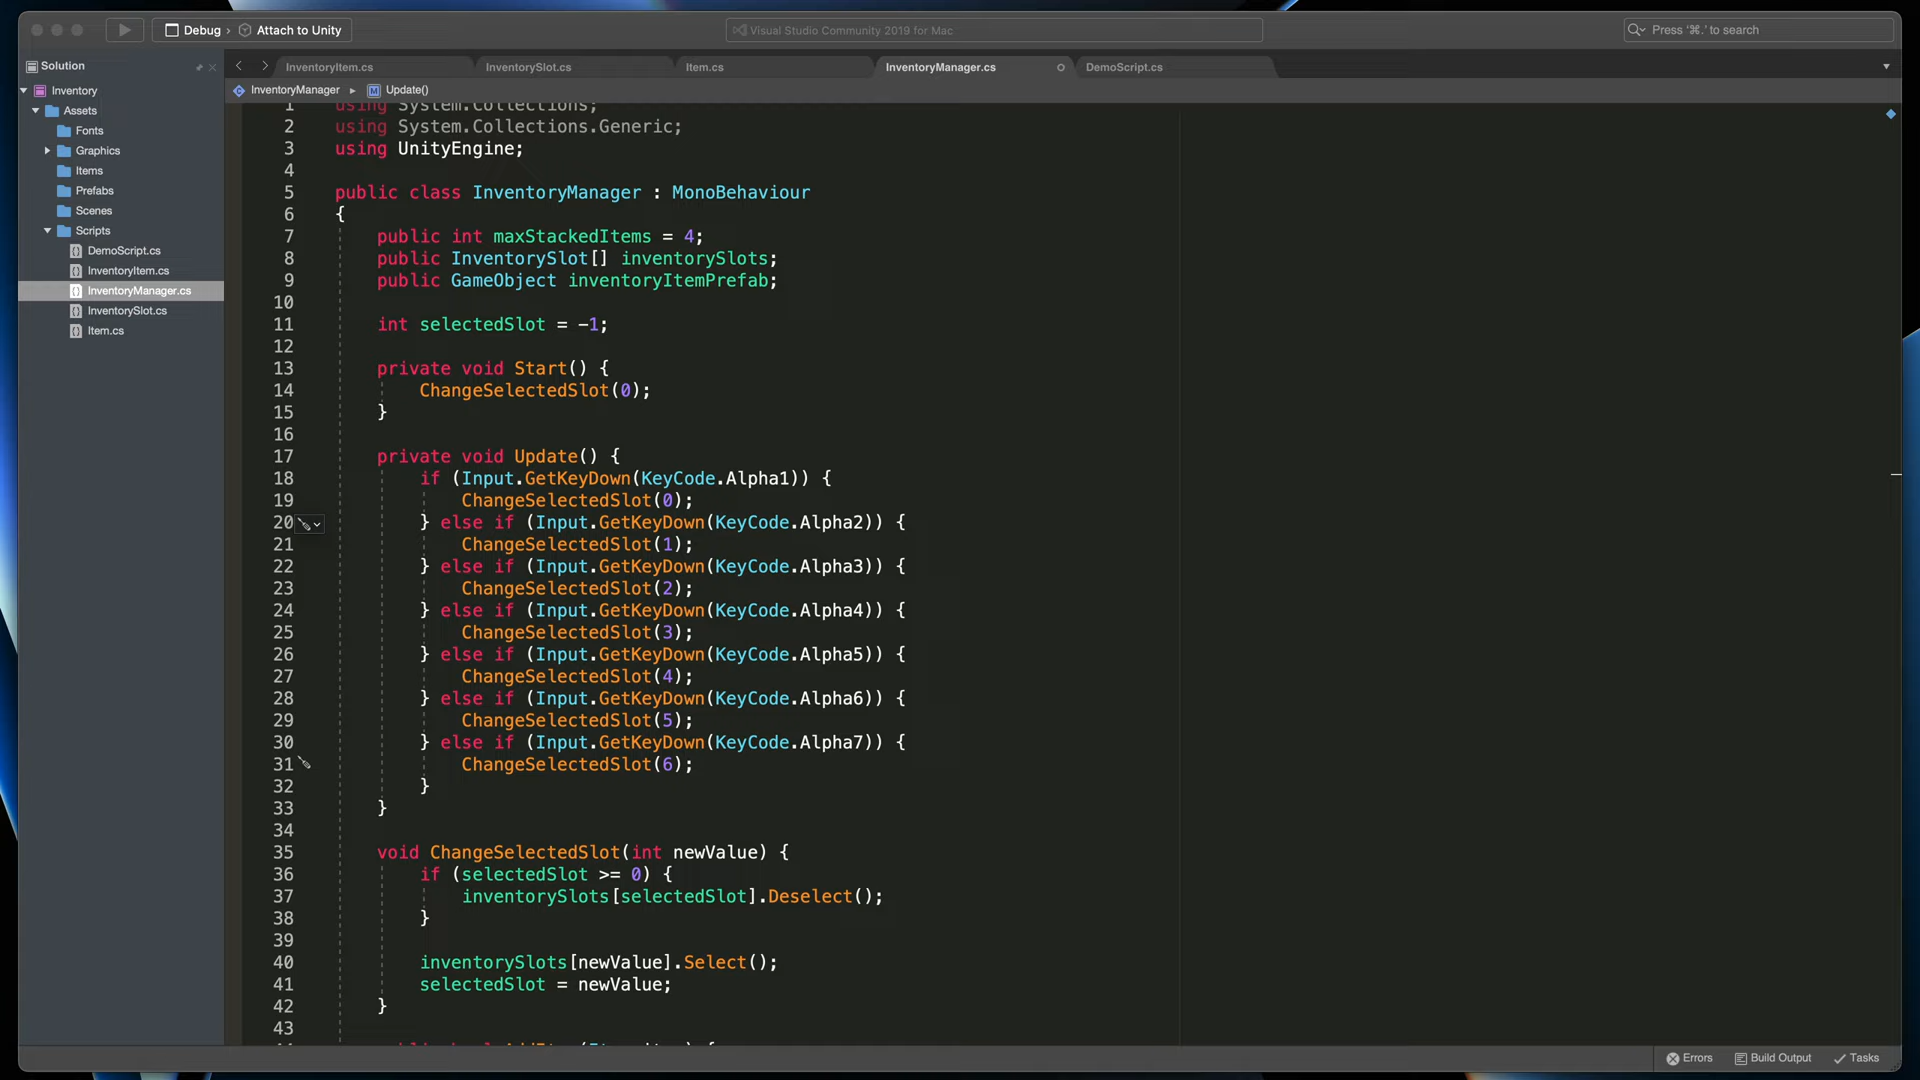 Debug › Attach to Unity
Visual Studio Community 2019 for Mac
Press '⌘.' to search
Solution
InventoryItem.cs
InventorySlot.cs
Item.cs
InventoryManager.cs
DemoScript.cs
Inventory
Assets
Fonts
Graphics
Items
Prefabs
Scenes
Scripts
DemoScript.cs
InventoryItem.cs
InventoryManager.cs
InventorySlot.cs
Item.cs
InventoryManager ▸ Update()
1 using System.Collections;
2 using System.Collections.Generic;
3 using UnityEngine;
4
5 public class InventoryManager : MonoBehaviour
6 {
7 public int maxStackedItems = 4;
8 public InventorySlot[] inventorySlots;
9 public GameObject inventoryItemPrefab;
10
11 int selectedSlot = -1;
12
13 private void Start() {
14 ChangeSelectedSlot(0);
15 }
16
17 private void Update() {
18 if (Input.GetKeyDown(KeyCode.Alpha1)) {
19 ChangeSelectedSlot(0);
20 } else if (Input.GetKeyDown(KeyCode.Alpha2)) {
21 ChangeSelectedSlot(1);
22 } else if (Input.GetKeyDown(KeyCode.Alpha3)) {
23 ChangeSelectedSlot(2);
24 } else if (Input.GetKeyDown(KeyCode.Alpha4)) {
25 ChangeSelectedSlot(3);
26 } else if (Input.GetKeyDown(KeyCode.Alpha5)) {
27 ChangeSelectedSlot(4);
28 } else if (Input.GetKeyDown(KeyCode.Alpha6)) {
29 ChangeSelectedSlot(5);
30 } else if (Input.GetKeyDown(KeyCode.Alpha7)) {
31 ChangeSelectedSlot(6);
32 }
33 }
34
35 void ChangeSelectedSlot(int newValue) {
36 if (selectedSlot >= 0) {
37 inventorySlots[selectedSlot].Deselect();
38 }
39
40 inventorySlots[newValue].Select();
41 selectedSlot = newValue;
42 }
43
Errors
Build Output
Tasks